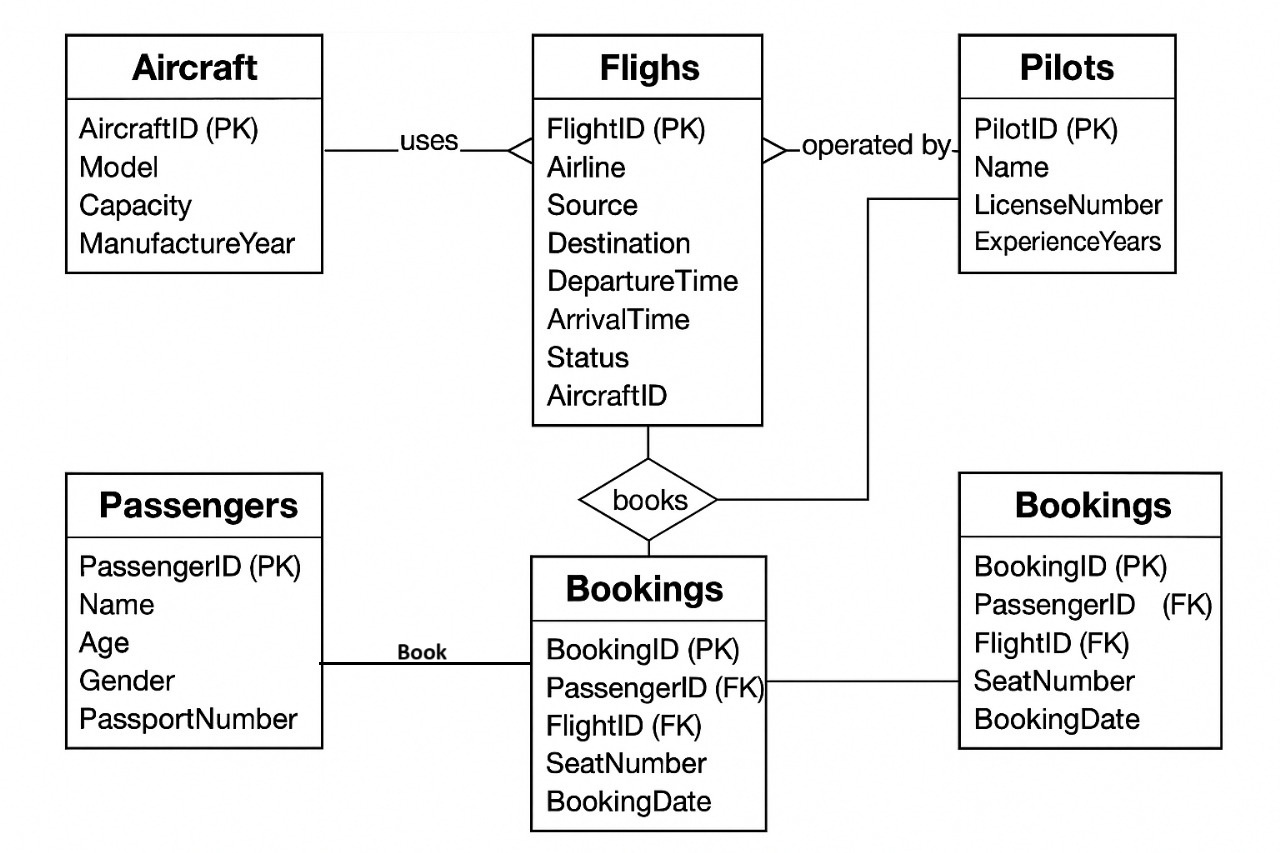 Aircraft
AircraftID (PK)
Model
Capacity
ManufactureYear
uses
Flighs
FlightID (PK)
Airline
Source
Destination
DepartureTime
ArrivalTime
Status
AircraftID
operated by
Pilots
PilotID (PK)
Name
LicenseNumber
ExperienceYears
books
Passengers
PassengerID (PK)
Name
Age
Gender
PassportNumber
Book
Bookings
BookingID (PK)
PassengerID (FK)
FlightID (FK)
SeatNumber
BookingDate
Bookings
BookingID (PK)
PassengerID (FK)
FlightID (FK)
SeatNumber
BookingDate